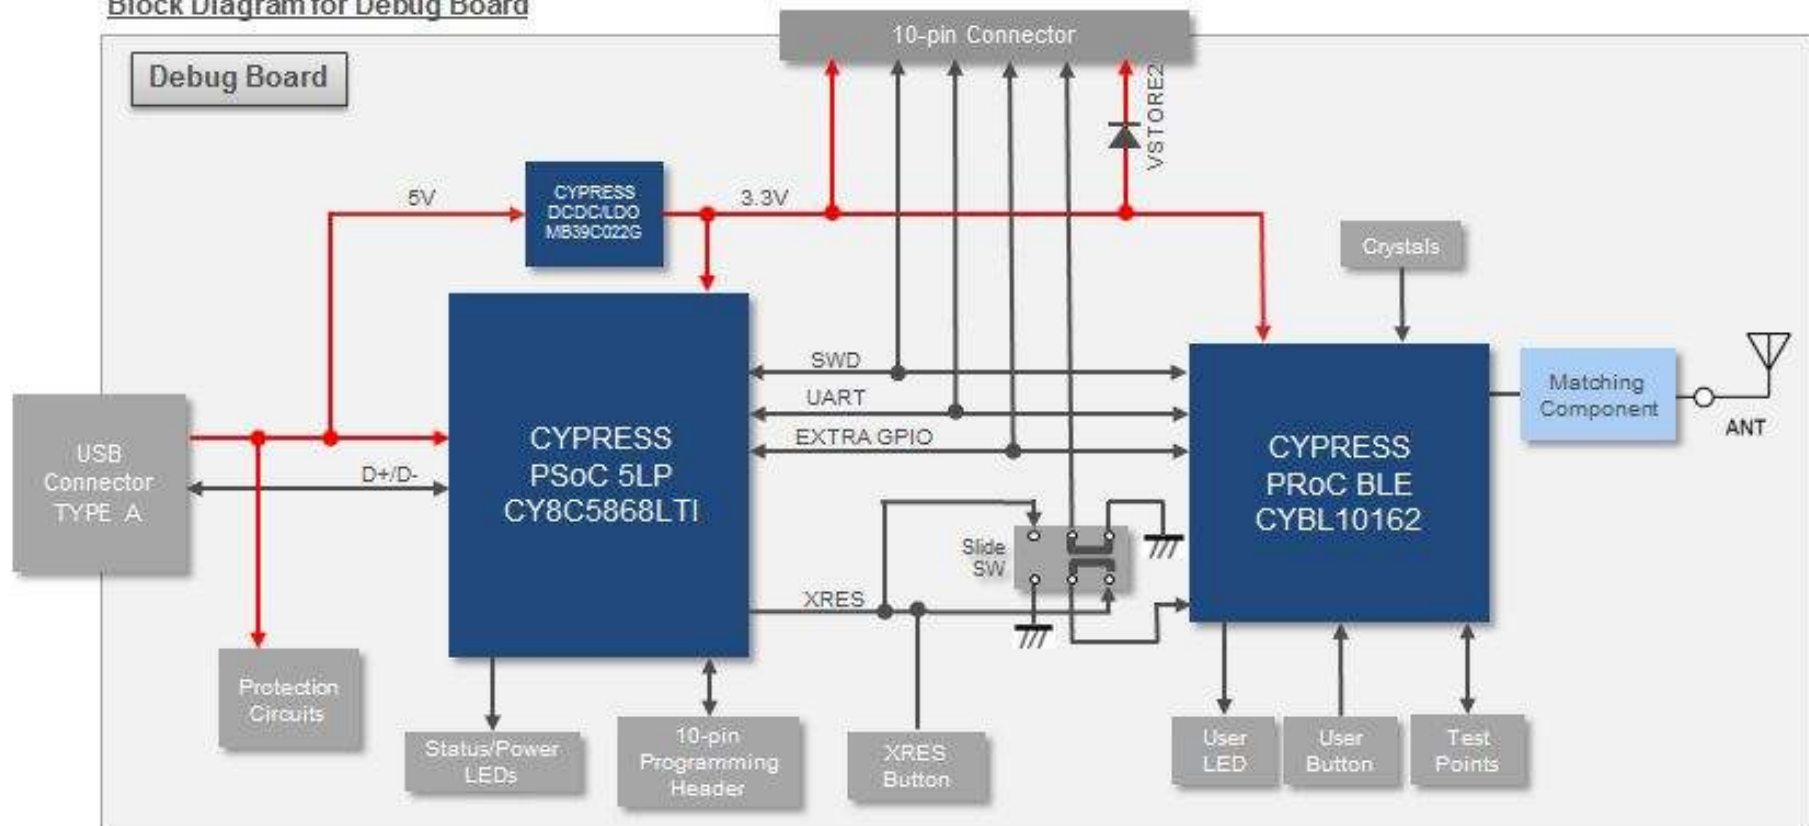 Block Diagram for Debug Board
10-pin Connector
Debug Board
VSTORE2
5V
CYPRESS
DCDC/LDO
MB39C022G
3.3V
Crystals
SWD
UART
EXTRA GPIO
Matching
Component
ANT
USB
Connector
TYPE A
D+/D-
CYPRESS
PSoC 5LP
CY8C5868LTI
CYPRESS
PRoC BLE
CYBL10162
Slide
SW
XRES
Protection
Circuits
Status/Power
LEDs
10-pin
Programming
Header
XRES
Button
User
LED
User
Button
Test
Points